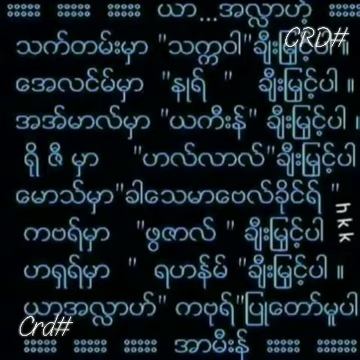 ယာ...အလ္လာဟ်
သက်တမ်းမှာ "သက္ကဝါ" ချီးမြှင့်ပါ ။
CRD#
အေလင်မ်မှာ "နုရ်" ချီးမြှင့်ပါ ။
အအ်မာလ်မှာ "ယကီးန်" ချီးမြှင့်ပါ ။
ရိုဇီ မှာ "ဟလ်လာလ်" ချီးမြှင့်ပါ
မောသ်မှာ "ခါသေမာဗေလ်ခိုင်ရ်"
ကဗရ်မှာ "ဖွဇာလ်" ချီးမြှင့်ပါ
hkk
ဟရှရ်မှာ "ရဟန်မ်" ချီးမြှင့်ပါ ။
ယာအလ္လာဟ် ကဗုရ် "ပြုတော်မူပါ
Crd#
အာမီးန်